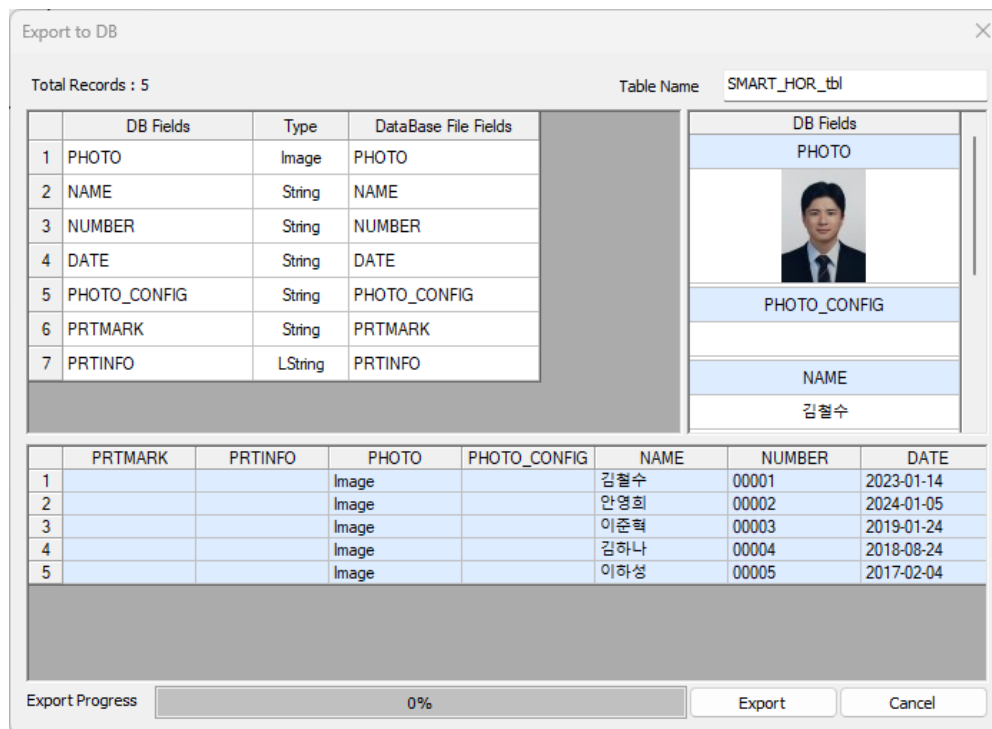 Export to DB
Total Records : 5
Table Name SMART_HOR_tbl
DB Fields Type DataBase File Fields
1 PHOTO Image PHOTO
2 NAME String NAME
3 NUMBER String NUMBER
4 DATE String DATE
5 PHOTO_CONFIG String PHOTO_CONFIG
6 PRTMARK String PRTMARK
7 PRTINFO LString PRTINFO
DB Fields
PHOTO
PHOTO_CONFIG
NAME
김철수
PRTMARK PRTINFO PHOTO PHOTO_CONFIG NAME NUMBER DATE
1 Image 김철수 00001 2023-01-14
2 Image 안영희 00002 2024-01-05
3 Image 이준혁 00003 2019-01-24
4 Image 김하나 00004 2018-08-24
5 Image 이하성 00005 2017-02-04
Export Progress 0% Export Cancel